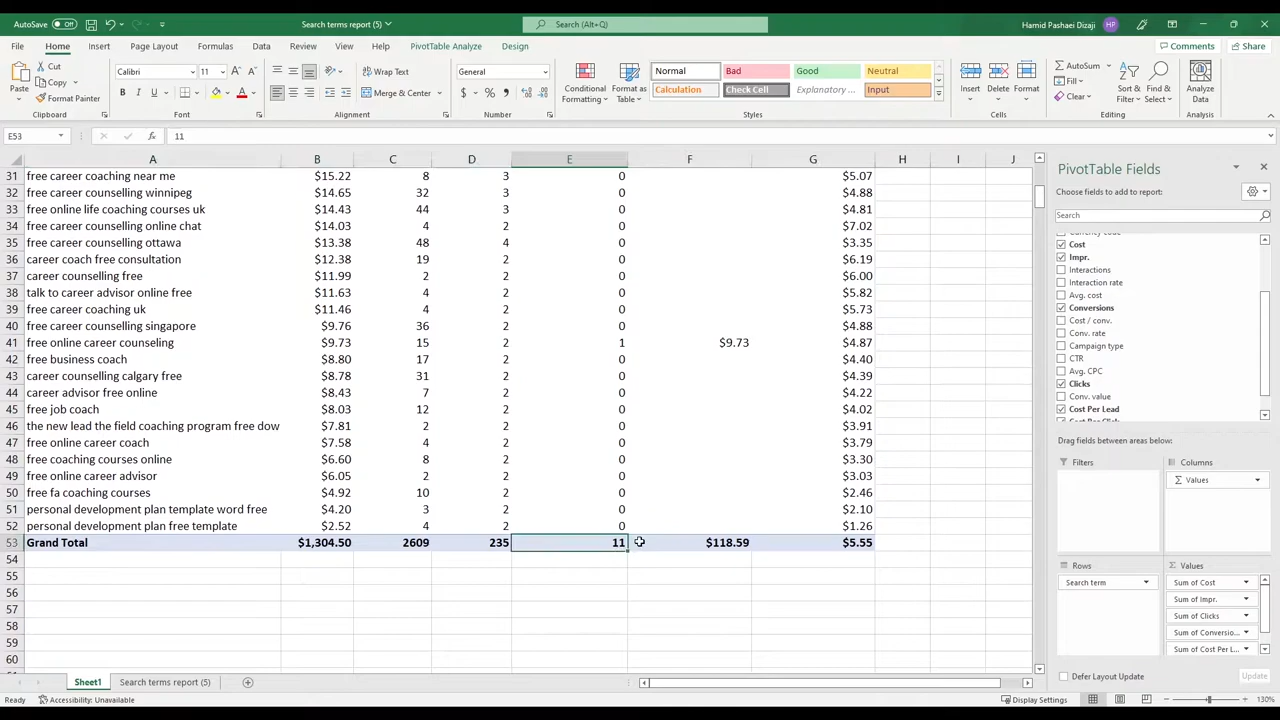 AutoSave Off Search terms report (5) Search (Alt+Q) Hamid Pashaei Dizaji HP
File Home Insert Page Layout Formulas Data Review View Help PivotTable Analyze Design Comments Share
Paste Cut Copy Format Painter
Calibri 11 B I U
Wrap Text Merge & Center
General
Conditional Formatting Format as Table
Normal Bad Good Neutral
Calculation Check Cell Explanatory ... Input
Insert Delete Format
AutoSum Fill Clear Sort & Filter Find & Select
Analyze Data
Clipboard Font Alignment Number Styles Cells Editing Analysis
E53 fx 11
A B C D E F G H I J
31 free career coaching near me $15.22 8 3 0 $5.07
32 free career counselling winnipeg $14.65 32 3 0 $4.88
33 free online life coaching courses uk $14.43 44 3 0 $4.81
34 free career counselling online chat $14.03 4 2 0 $7.02
35 free career counselling ottawa $13.38 48 4 0 $3.35
36 career coach free consultation $12.38 19 2 0 $6.19
37 career counselling free $11.99 2 2 0 $6.00
38 talk to career advisor online free $11.63 4 2 0 $5.82
39 free career coaching uk $11.46 4 2 0 $5.73
40 free career counselling singapore $9.76 36 2 0 $4.88
41 free online career counseling $9.73 15 2 1 $9.73 $4.87
42 free business coach $8.80 17 2 0 $4.40
43 career counselling calgary free $8.78 31 2 0 $4.39
44 career advisor free online $8.43 7 2 0 $4.22
45 free job coach $8.03 12 2 0 $4.02
46 the new lead the field coaching program free dow $7.81 2 2 0 $3.91
47 free online career coach $7.58 4 2 0 $3.79
48 free coaching courses online $6.60 8 2 0 $3.30
49 free online career advisor $6.05 2 2 0 $3.03
50 free fa coaching courses $4.92 10 2 0 $2.46
51 personal development plan template word free $4.20 3 2 0 $2.10
52 personal development plan free template $2.52 4 2 0 $1.26
53 Grand Total $1,304.50 2609 235 11 $118.59 $5.55
54
55
56
57
58
59
60
PivotTable Fields
Choose fields to add to report:
Search
Currency code
Cost
Impr.
Interactions
Interaction rate
Avg. cost
Conversions
Cost / conv.
Conv. rate
Campaign type
CTR
Avg. CPC
Clicks
Conv. value
Cost Per Lead
Cost Per Click
Drag fields between areas below:
Filters Columns
Σ Values
Rows Σ Values
Search term Sum of Cost
Sum of Impr.
Sum of Clicks
Sum of Conversio...
Sum of Cost Per L...
Defer Layout Update Update
Sheet1 Search terms report (5)
Ready Accessibility: Unavailable Display Settings 130%